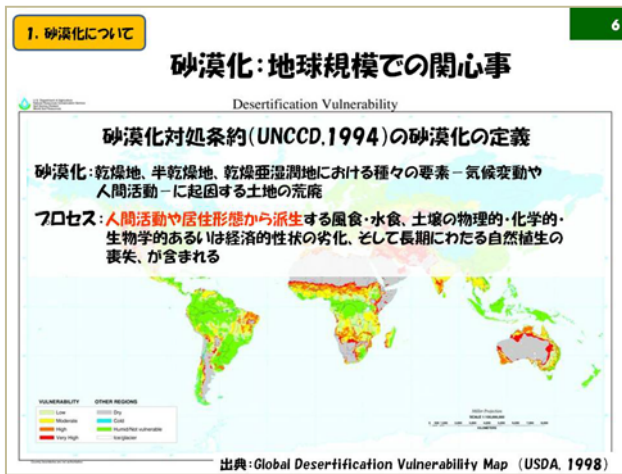 1. 砂漠化について
6
砂漠化：地球規模での関心事
Desertification Vulnerability
砂漠化対処条約（UNCCD，1994）の砂漠化の定義
砂漠化：乾燥地、半乾燥地、乾燥亜湿潤地における種々の要素－気候変動や
人間活動－に起因する土地の荒廃
プロセス：人間活動や居住形態から派生する風食・水食、土壌の物理的・化学的・
生物学的あるいは経済的性状の劣化、そして長期にわたる自然植生の
喪失、が含まれる
VULNERABILITY OTHER REGIONS
Low Dry
Moderate Cold
High Humid/Not vulnerable
Very High Ice/glacier
KILOMETERS
出典：Global Desertification Vulnerability Map （USDA，1998）